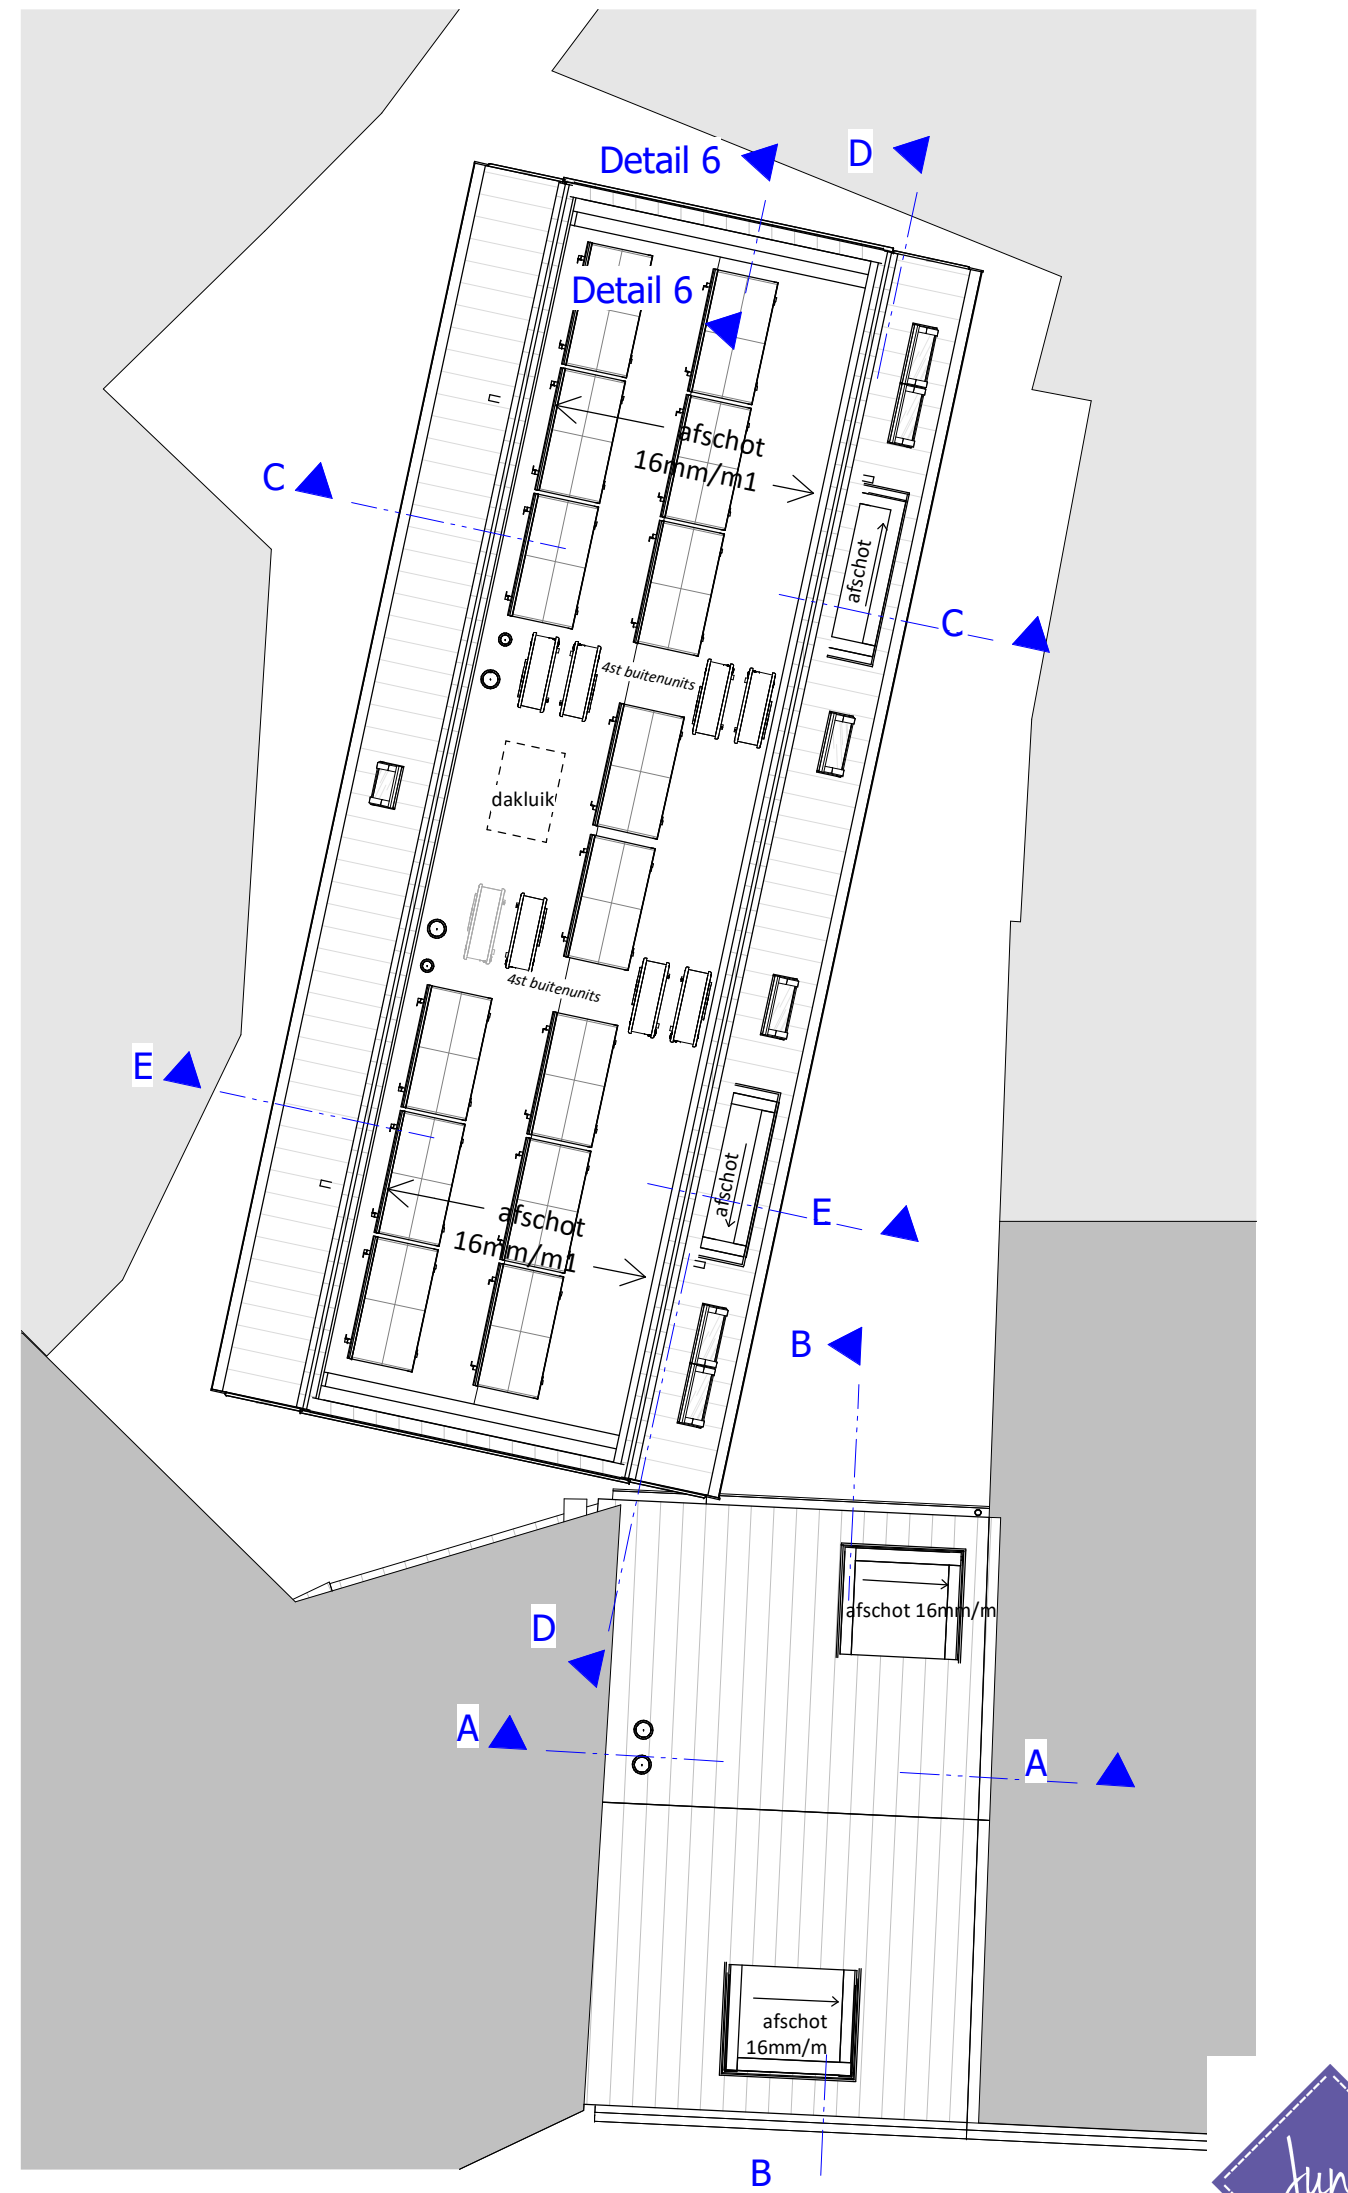 Detail 6
D
Detail 6
afschot
16mm/m1
C
afschot
C
4st buitenunits
dakluik
4st buitenunits
E
afschot
E
afschot
16mm/m1
B
afschot 16mm/m
D
A
A
afschot
16mm/m
B